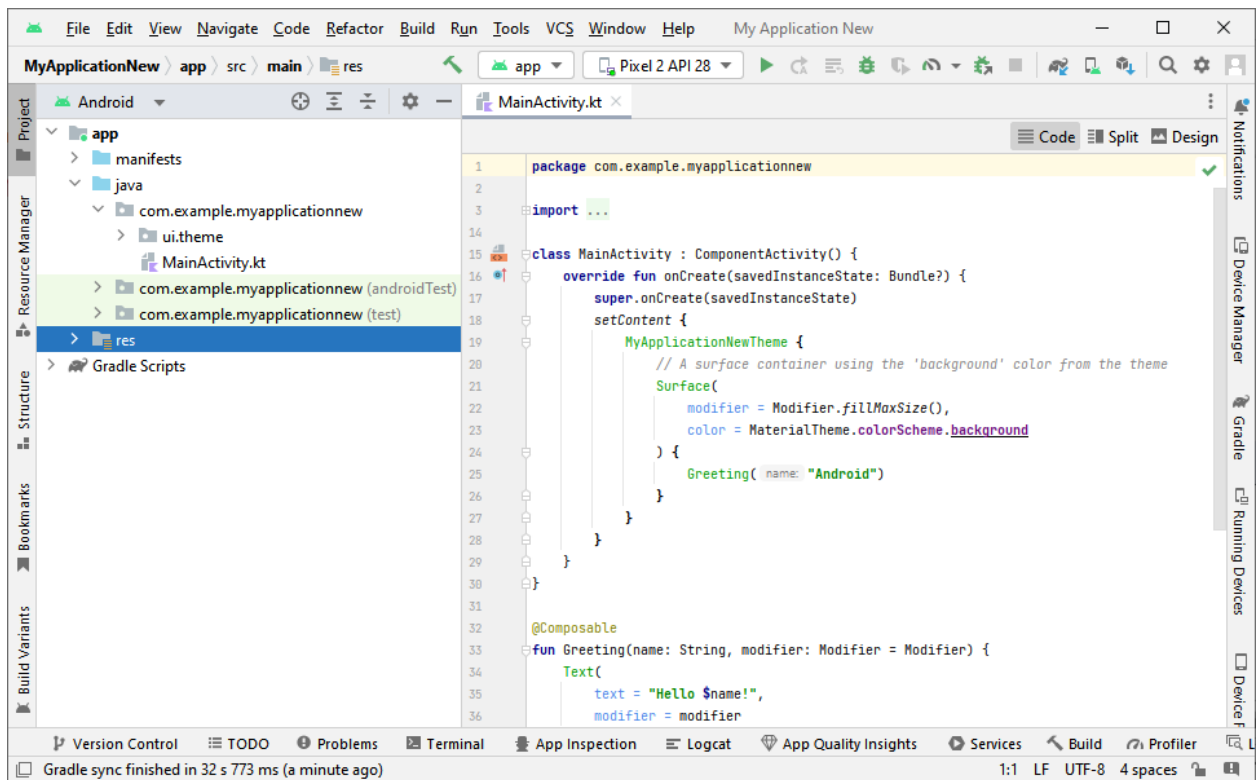 File Edit View Navigate Code Refactor Build Run Tools VCS Window Help My Application New
MyApplicationNew app src main res app Pixel 2 API 28
Project
Resource Manager
Structure
Bookmarks
Build Variants
Android
app
manifests
java
com.example.myapplicationnew
ui.theme
MainActivity.kt
com.example.myapplicationnew (androidTest)
com.example.myapplicationnew (test)
res
Gradle Scripts
MainActivity.kt
Code Split Design
1 package com.example.myapplicationnew
2
3 import ...
14
15 class MainActivity : ComponentActivity() {
16 override fun onCreate(savedInstanceState: Bundle?) {
17 super.onCreate(savedInstanceState)
18 setContent {
19 MyApplicationNewTheme {
20 // A surface container using the 'background' color from the theme
21 Surface(
22 modifier = Modifier.fillMaxSize(),
23 color = MaterialTheme.colorScheme.background
24 ) {
25 Greeting( name: "Android")
26 }
27 }
28 }
29 }
30 }
31
32 @Composable
33 fun Greeting(name: String, modifier: Modifier = Modifier) {
34 Text(
35 text = "Hello $name!",
36 modifier = modifier
Notifications
Device Manager
Gradle
Running Devices
Device F
Version Control TODO Problems Terminal App Inspection Logcat App Quality Insights Services Build Profiler L
Gradle sync finished in 32 s 773 ms (a minute ago) 1:1 LF UTF-8 4 spaces